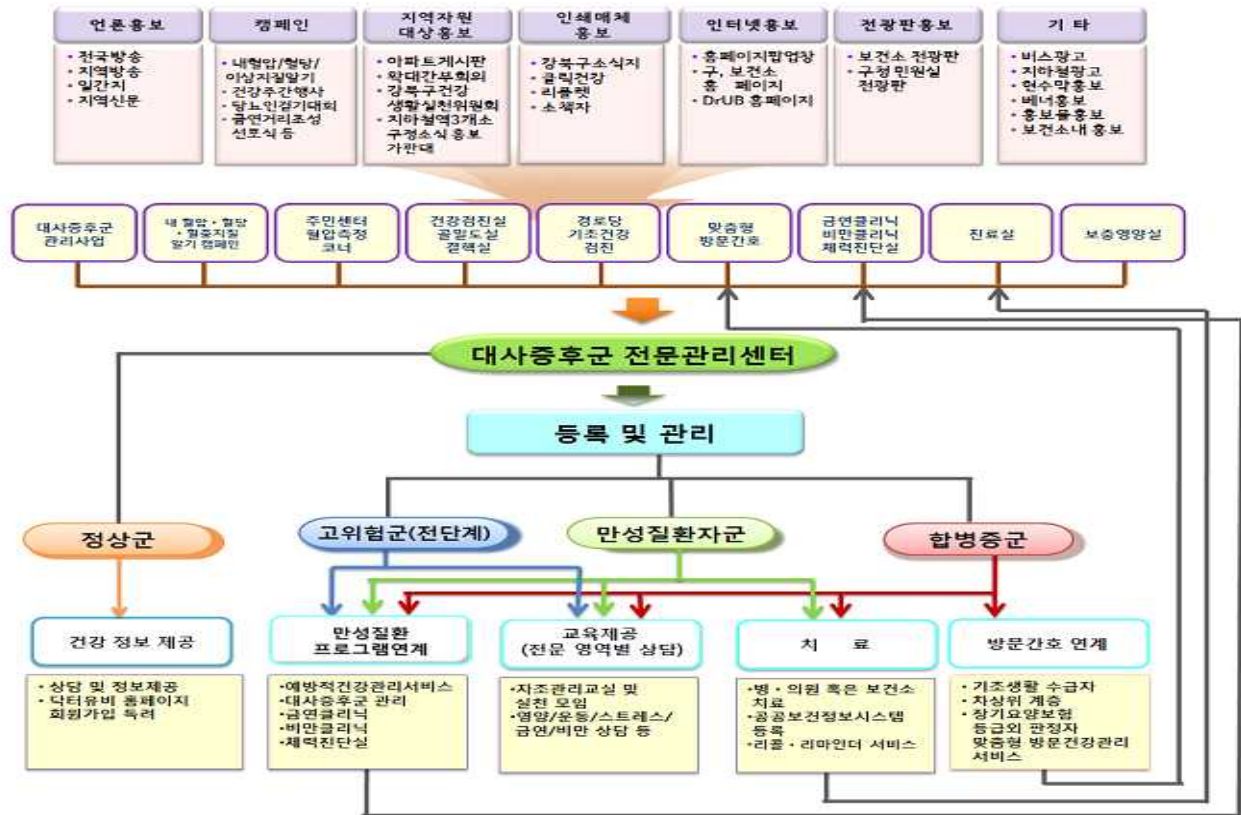 언론홍보
• 전국방송
• 지역방송
• 일간지
• 지역신문
캠페인
• 내혈압/혈당/
이상지질알기
• 건강주간행사
• 당뇨인걷기대회
• 금연거리조성
선포식 등
지역자원
대상홍보
• 아파트게시판
• 확대간부회의
• 강북구건강
생활실천위원회
• 지하철역3개소
구정소식 홍보
가판대
인쇄매체
홍보
• 강북구소식지
• 클릭건강
• 리플렛
• 소책자
인터넷홍보
• 홈페이지팝업창
• 구, 보건소
홈 페이지
• DrUB 홈페이지
전광판홍보
• 보건소 전광판
• 구청 민원실
전광판
기 타
• 버스광고
• 지하철광고
• 현수막홍보
• 베너홍보
• 홍보물홍보
• 보건소내 홍보
대사증후군
관리사업
내 혈압・혈당
・혈중지질
알기 캠페인
주민센터
혈압측정
코너
건강검진실
골밀도실
결핵실
경로당
기초건강
검진
맞춤형
방문간호
금연클리닉
비만클리닉
체력진단실
진료실
보충영양실
대사증후군 전문관리센터
등록 및 관리
정상군
고위험군(전단계)
만성질환자군
합병증군
건강 정보 제공
• 상담 및 정보제공
• 닥터유비 홈페이지
회원가입 독려
만성질환
프로그램연계
•예방적건강관리서비스
•대사증후군 관리
•금연클리닉
•비만클리닉
•체력진단실
교육제공
(전문 영역별 상담)
•자조관리교실 및
실천 모임
•영양/운동/스트레스/
금연/비만 상담 등
치 료
•병・의원 혹은 보건소
치료
•공공보건정보시스템
등록
•리콜・리마인더 서비스
방문간호 연계
• 기초생활 수급자
• 차상위 계층
• 장기요양보험
등급외 판정자
맞춤형 방문건강관리
서비스